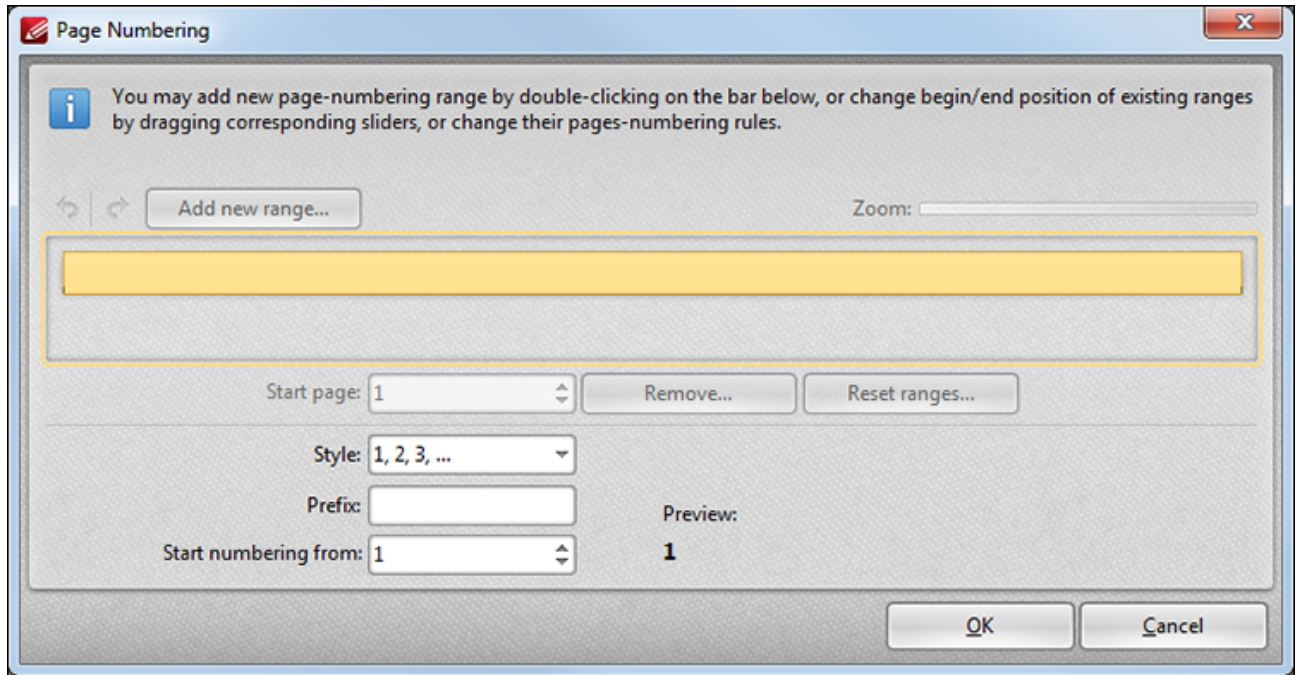 Page Numbering
You may add new page-numbering range by double-clicking on the bar below, or change begin/end position of existing ranges
by dragging corresponding sliders, or change their pages-numbering rules.
Add new range...
Zoom:
Start page: 1 Remove... Reset ranges...
Style: 1, 2, 3, ...
Prefix:
Preview:
Start numbering from: 1
1
OK Cancel